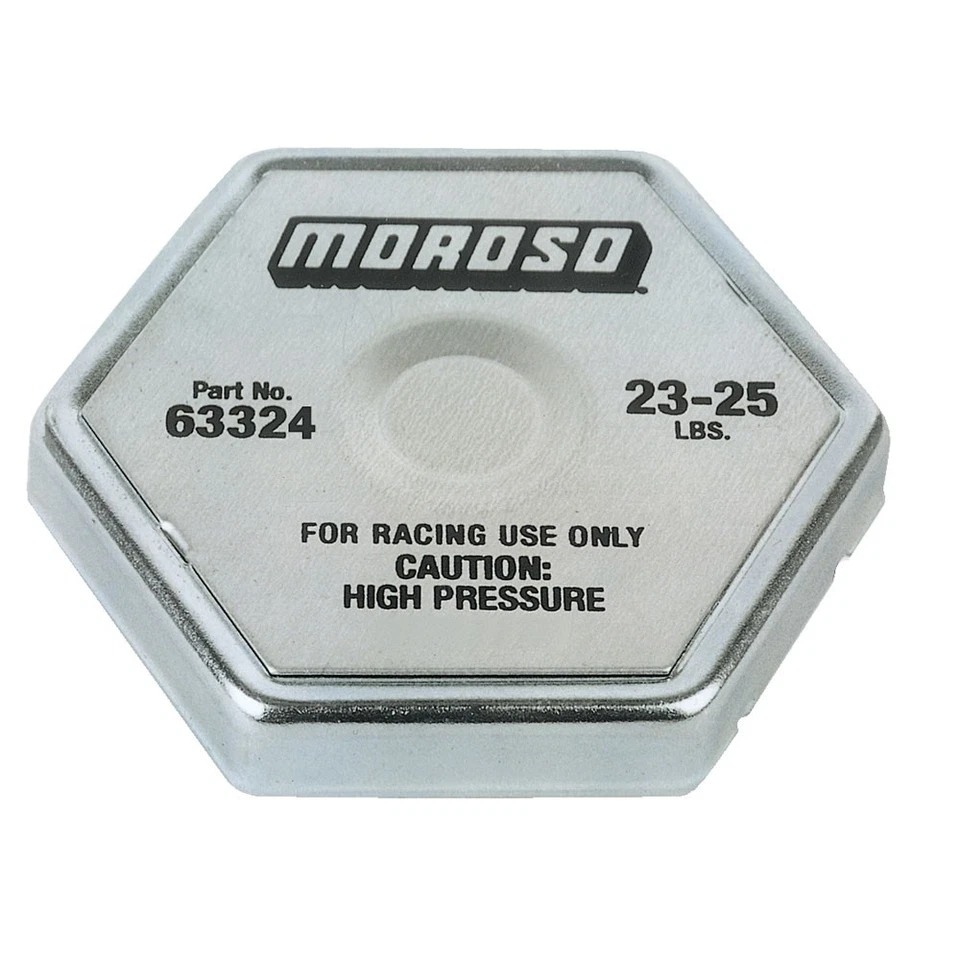 MOROSO
Part No.
63324
23-25
LBS.
FOR RACING USE ONLY
CAUTION:
HIGH PRESSURE